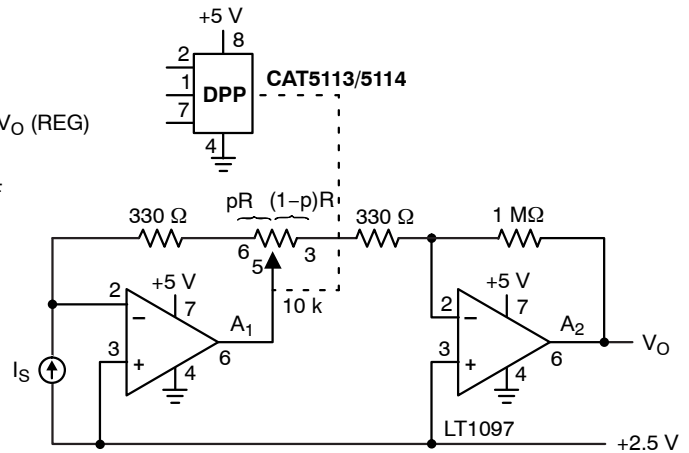 +5 V
8
2
1
7
DPP
4
CAT5113/5114
V_O (REG)
pR (1−p)R
330 Ω
330 Ω
1 MΩ
6
5
3
10 k
+5 V
7
2
−
3
+
4
A_1
6
I_S
+5 V
7
2
−
3
+
4
A_2
6
V_O
LT1097
+2.5 V